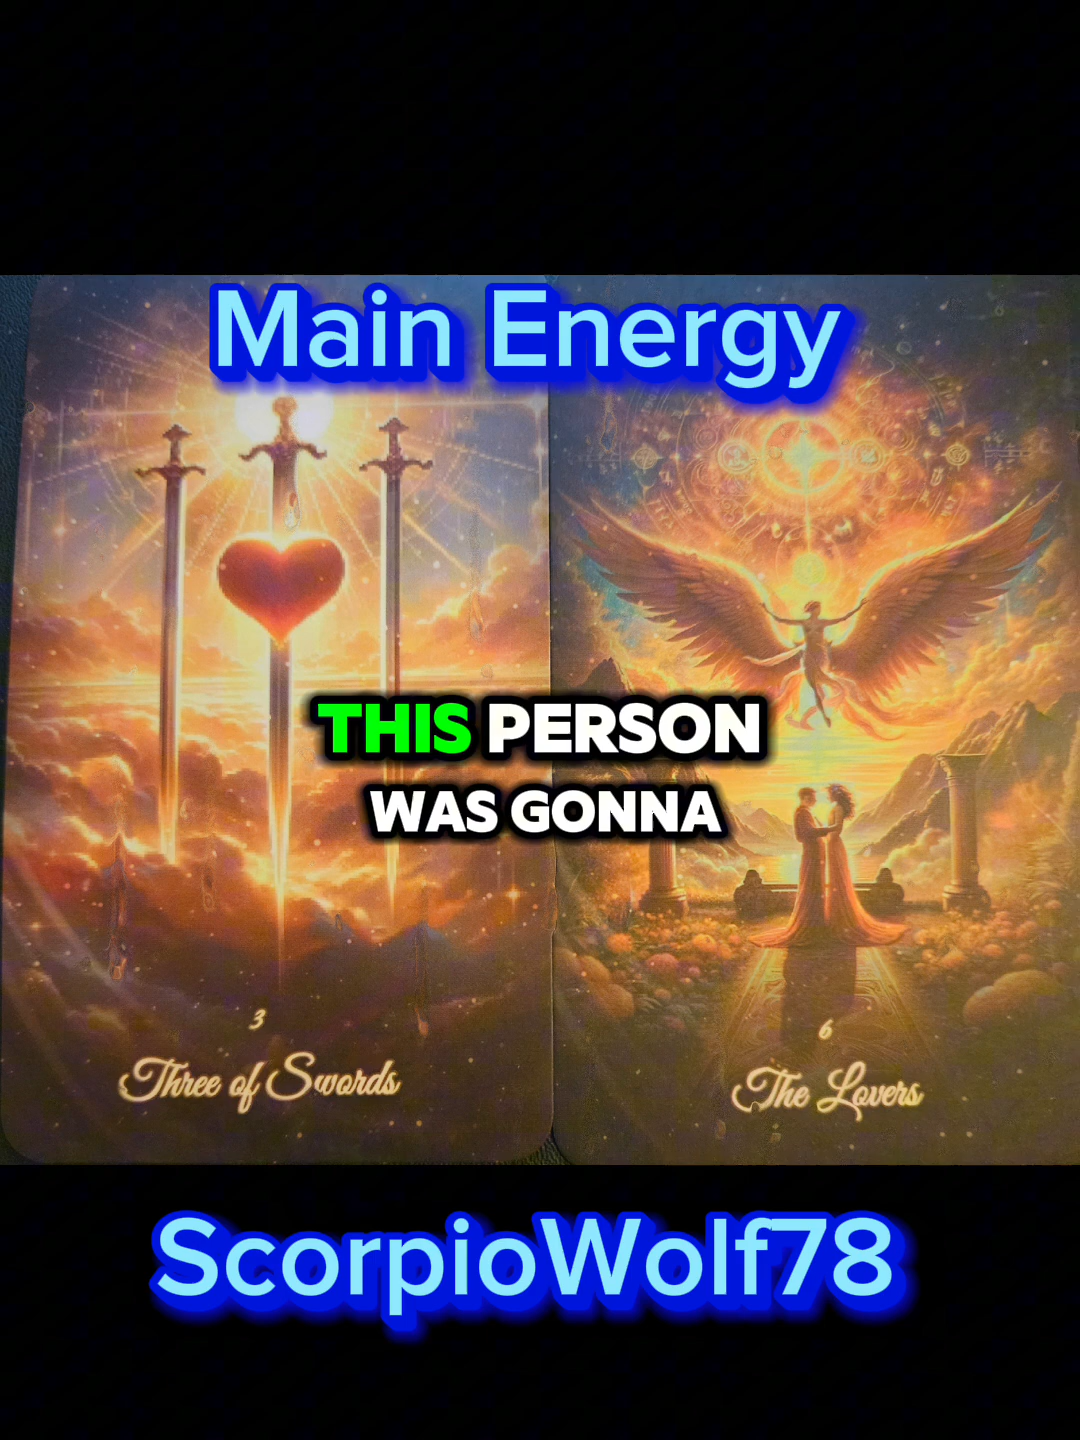 Main Energy
THIS PERSON
WAS GONNA
3
Three of Swords
6
The Lovers
ScorpioWolf78